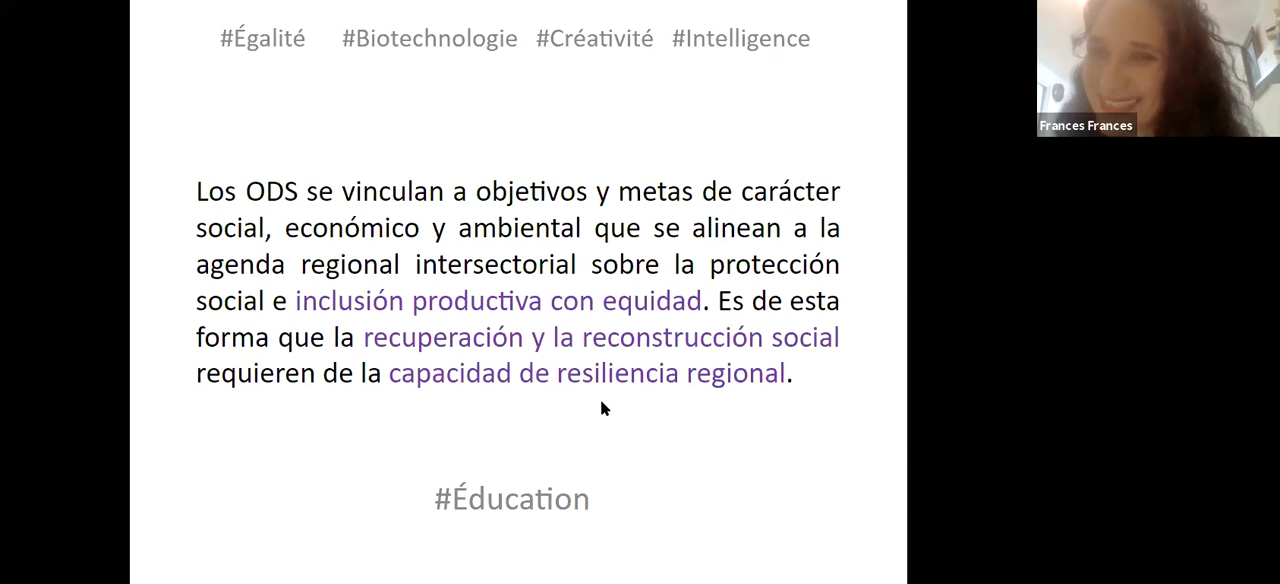 #Égalité #Biotechnologie #Créativité #Intelligence
Frances Frances
Los ODS se vinculan a objetivos y metas de carácter
social, económico y ambiental que se alinean a la
agenda regional intersectorial sobre la protección
social e inclusión productiva con equidad. Es de esta
forma que la recuperación y la reconstrucción social
requieren de la capacidad de resiliencia regional.
#Éducation